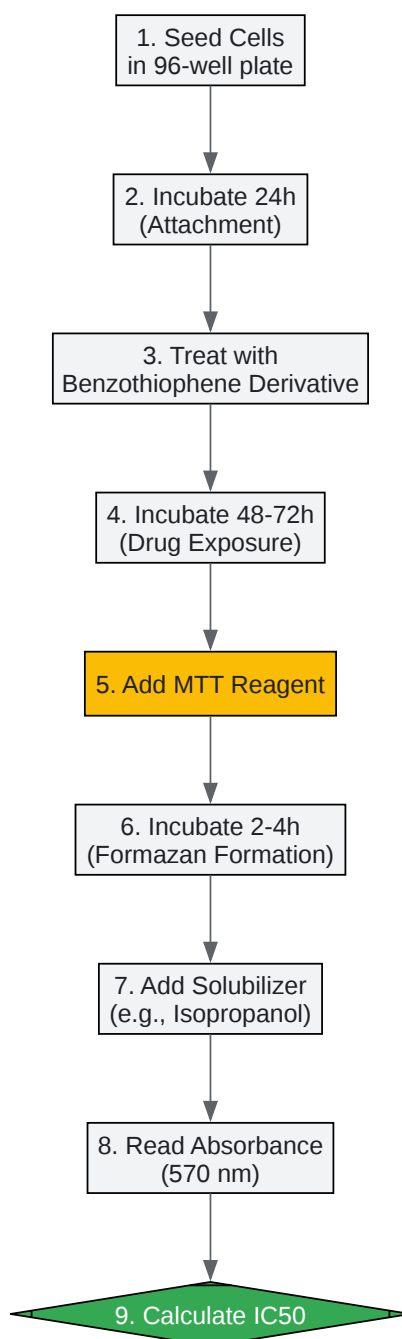 1. Seed Cells
in 96-well plate
2. Incubate 24h
(Attachment)
3. Treat with
Benzothiophene Derivative
4. Incubate 48-72h
(Drug Exposure)
5. Add MTT Reagent
6. Incubate 2-4h
(Formazan Formation)
7. Add Solubilizer
(e.g., Isopropanol)
8. Read Absorbance
(570 nm)
9. Calculate IC50